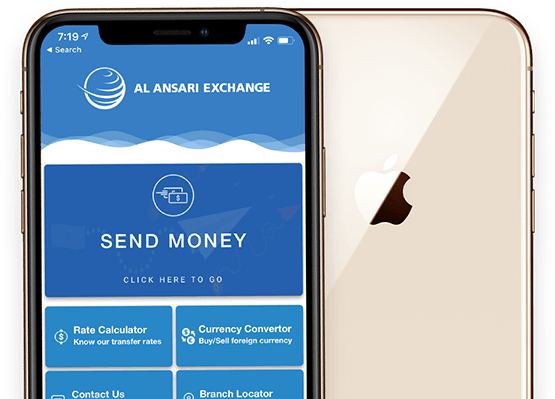 7:19
◀ Search
AL ANSARI EXCHANGE
SEND MONEY
CLICK HERE TO GO
Rate Calculator
Know our transfer rates
Currency Convertor
Buy/Sell foreign currency
Contact Us
Branch Locator